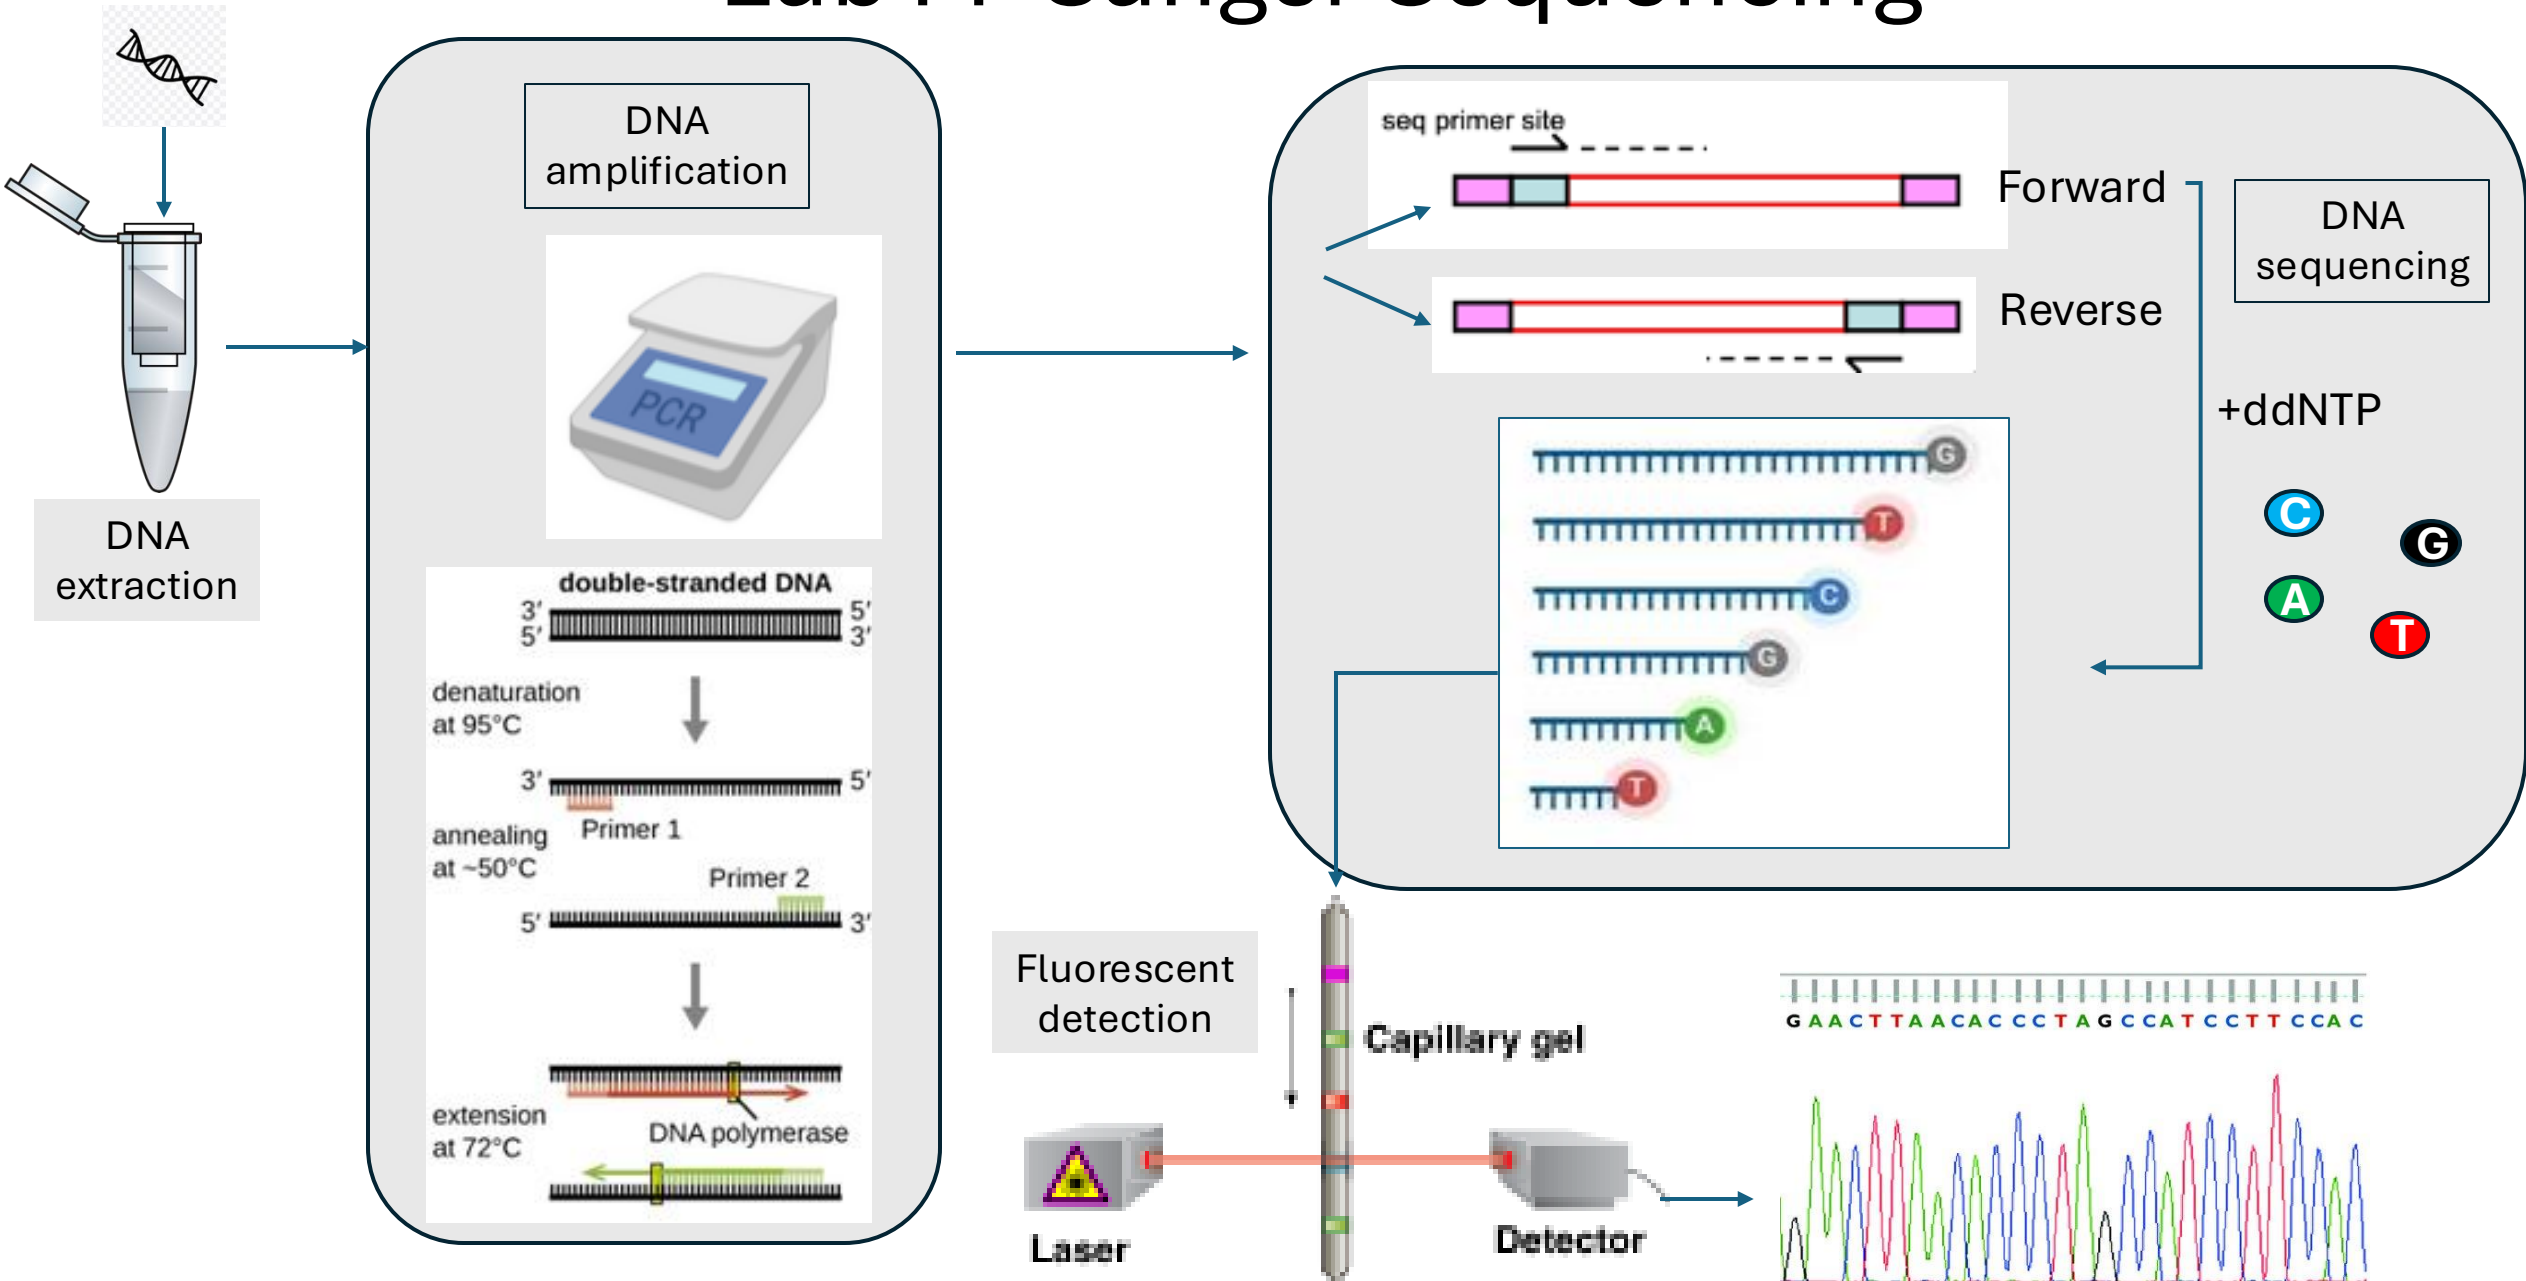 Sanger Sequencing
DNA
extraction
DNA
amplification
PCR
double-stranded DNA
3′ 5′
5′ 3′
denaturation
at 95°C
3′ 5′
Primer 1
annealing
at ~50°C
Primer 2
5′ 3′
extension
at 72°C
DNA polymerase
seq primer site
Forward
Reverse
DNA
sequencing
+ddNTP
C
G
A
T
G
T
C
G
A
T
Fluorescent
detection
Capillary gel
Laser
Detector
G A A C T T A A C A C C C T A G C C A T C C T T C C A C